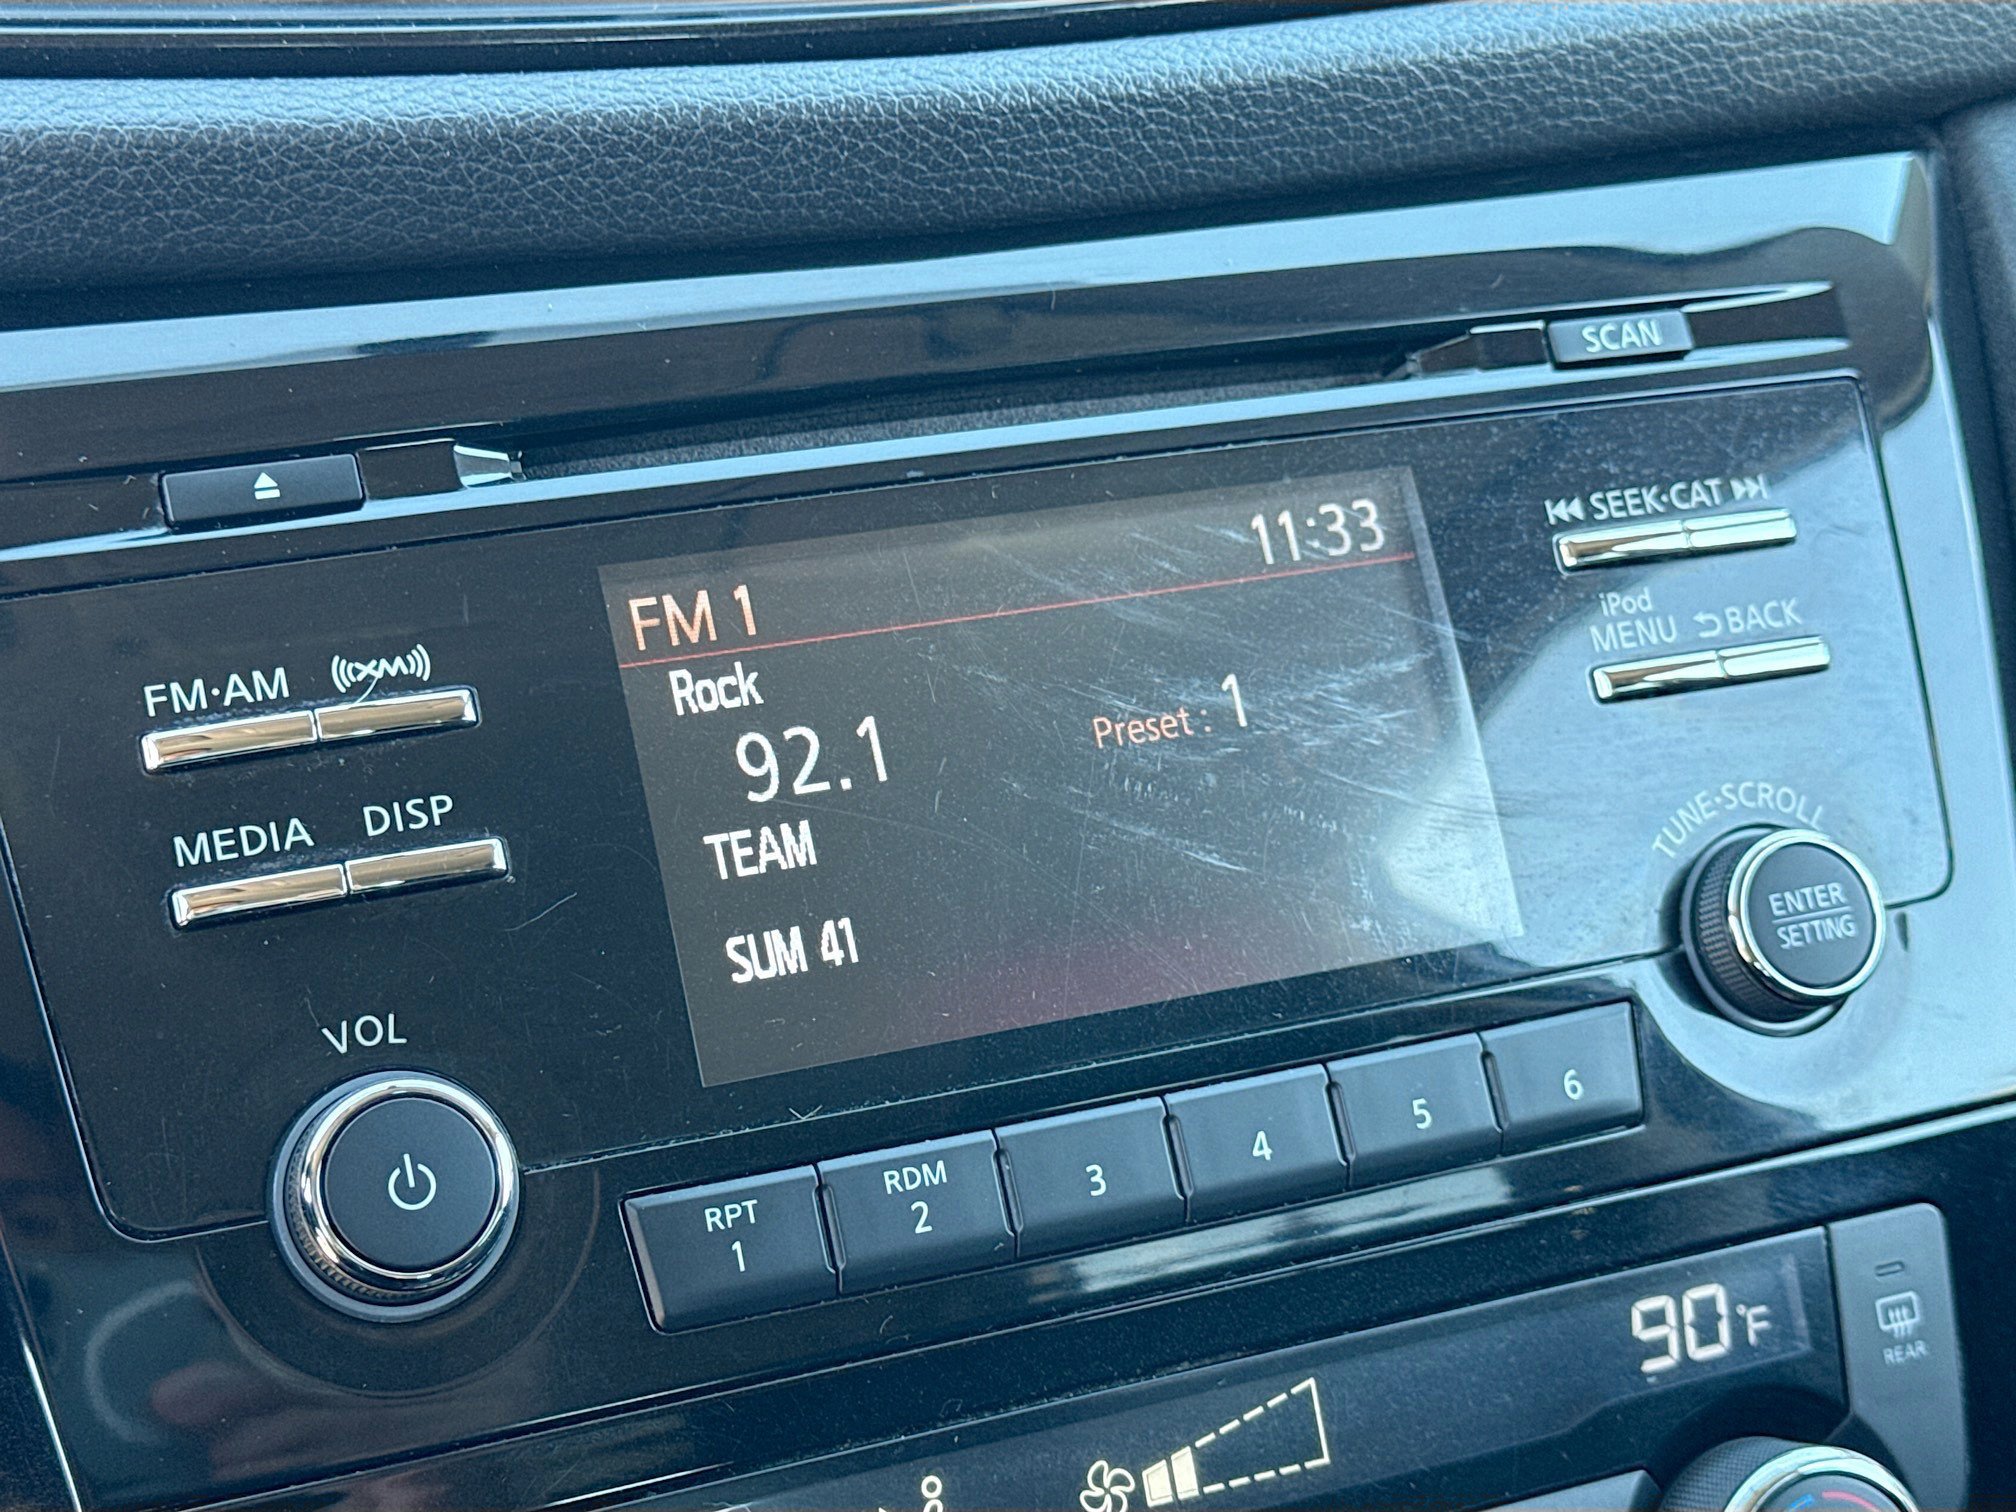 SCAN
SEEK·CAT
11:33
FM 1
iPod
MENU BACK
FM·AM XM
Rock
92.1 Preset : 1
MEDIA DISP
TUNE·SCROLL
TEAM
ENTER
SETTING
SUM 41
VOL
RPT
1
RDM
2
3
4
5
6
90°F
REAR